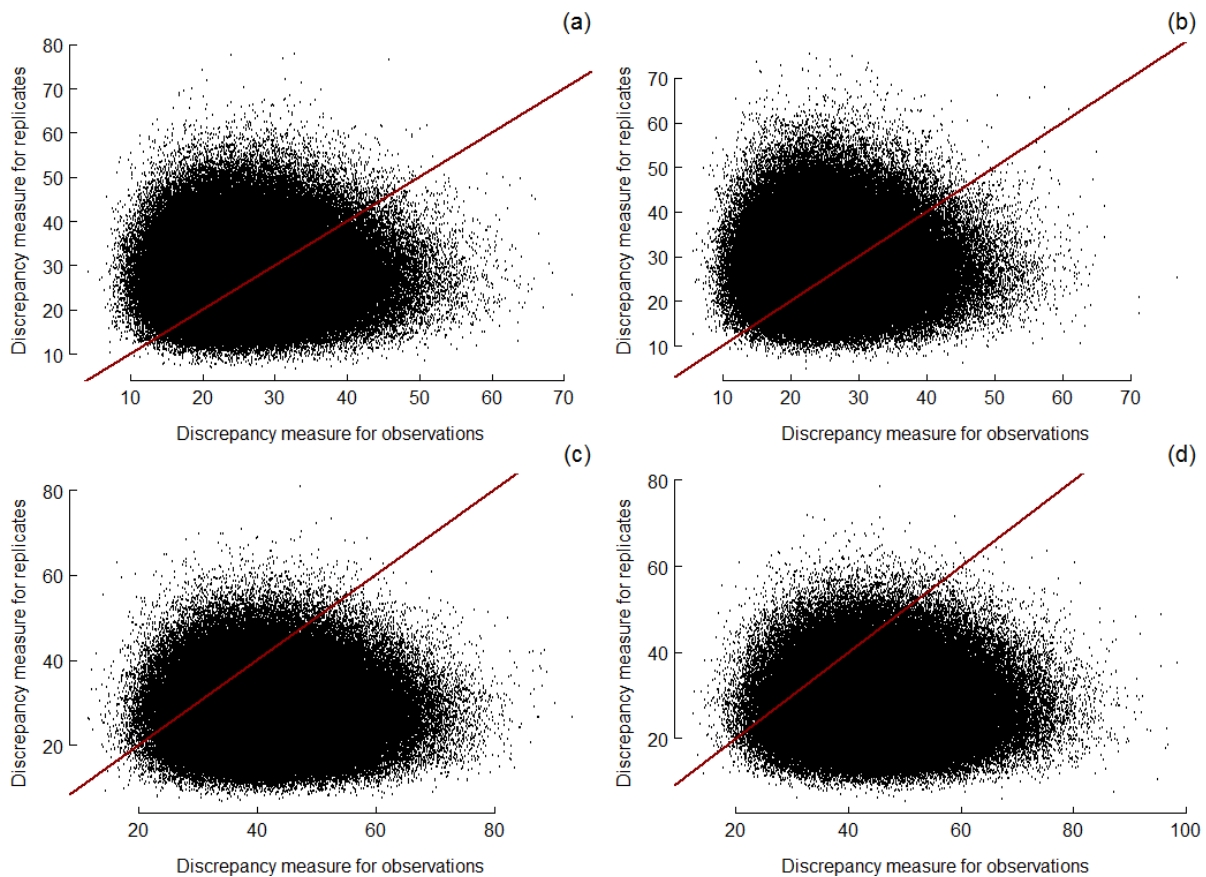 (a)
Discrepancy measure for replicates
80
70
60
50
40
30
20
10
10 20 30 40 50 60 70
Discrepancy measure for observations
(b)
Discrepancy measure for replicates
70
60
50
40
30
20
10
10 20 30 40 50 60 70
Discrepancy measure for observations
(c)
Discrepancy measure for replicates
80
60
40
20
20 40 60 80
Discrepancy measure for observations
(d)
Discrepancy measure for replicates
80
60
40
20
20 40 60 80 100
Discrepancy measure for observations